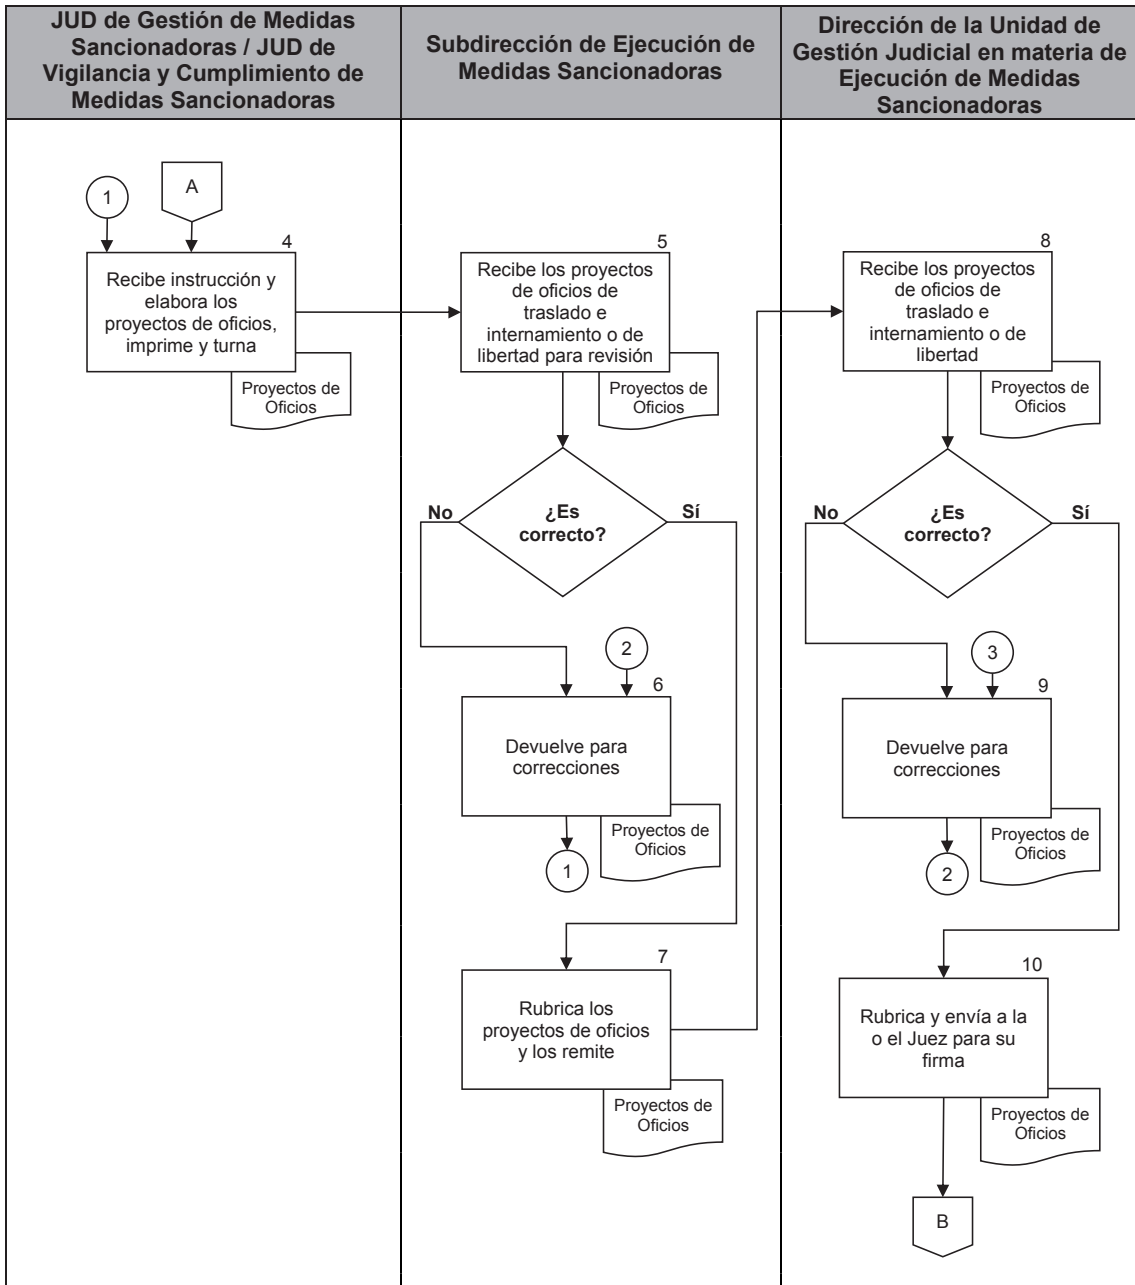 JUD de Gestión de Medidas
Sancionadoras / JUD de
Vigilancia y Cumplimiento de
Medidas Sancionadoras
Subdirección de Ejecución de
Medidas Sancionadoras
Dirección de la Unidad de
Gestión Judicial en materia de
Ejecución de Medidas
Sancionadoras
1
A
4
Recibe instrucción y
elabora los
proyectos de oficios,
imprime y turna
Proyectos de
Oficios
5
Recibe los proyectos
de oficios de
traslado e
internamiento o de
libertad para revisión
Proyectos de
Oficios
¿Es
correcto?
No
Sí
2
6
Devuelve para
correcciones
Proyectos de
Oficios
1
7
Rubrica los
proyectos de oficios
y los remite
Proyectos de
Oficios
8
Recibe los proyectos
de oficios de
traslado e
internamiento o de
libertad
Proyectos de
Oficios
¿Es
correcto?
No
Sí
3
9
Devuelve para
correcciones
Proyectos de
Oficios
2
10
Rubrica y envía a la
o el Juez para su
firma
Proyectos de
Oficios
B